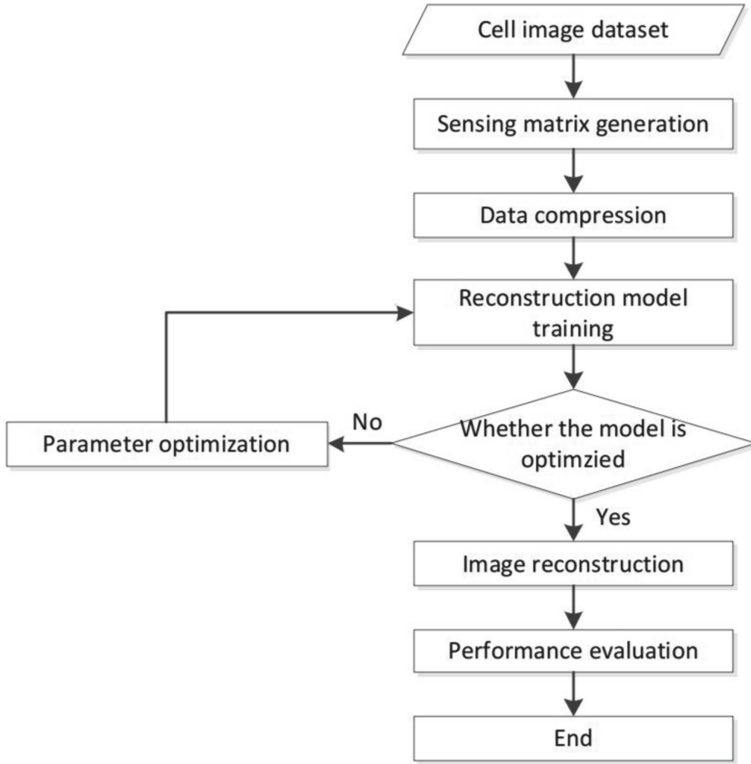 Cell image dataset
Sensing matrix generation
Data compression
Reconstruction model
training
No
Parameter optimization
Whether the model is
optimzied
Yes
Image reconstruction
Performance evaluation
End